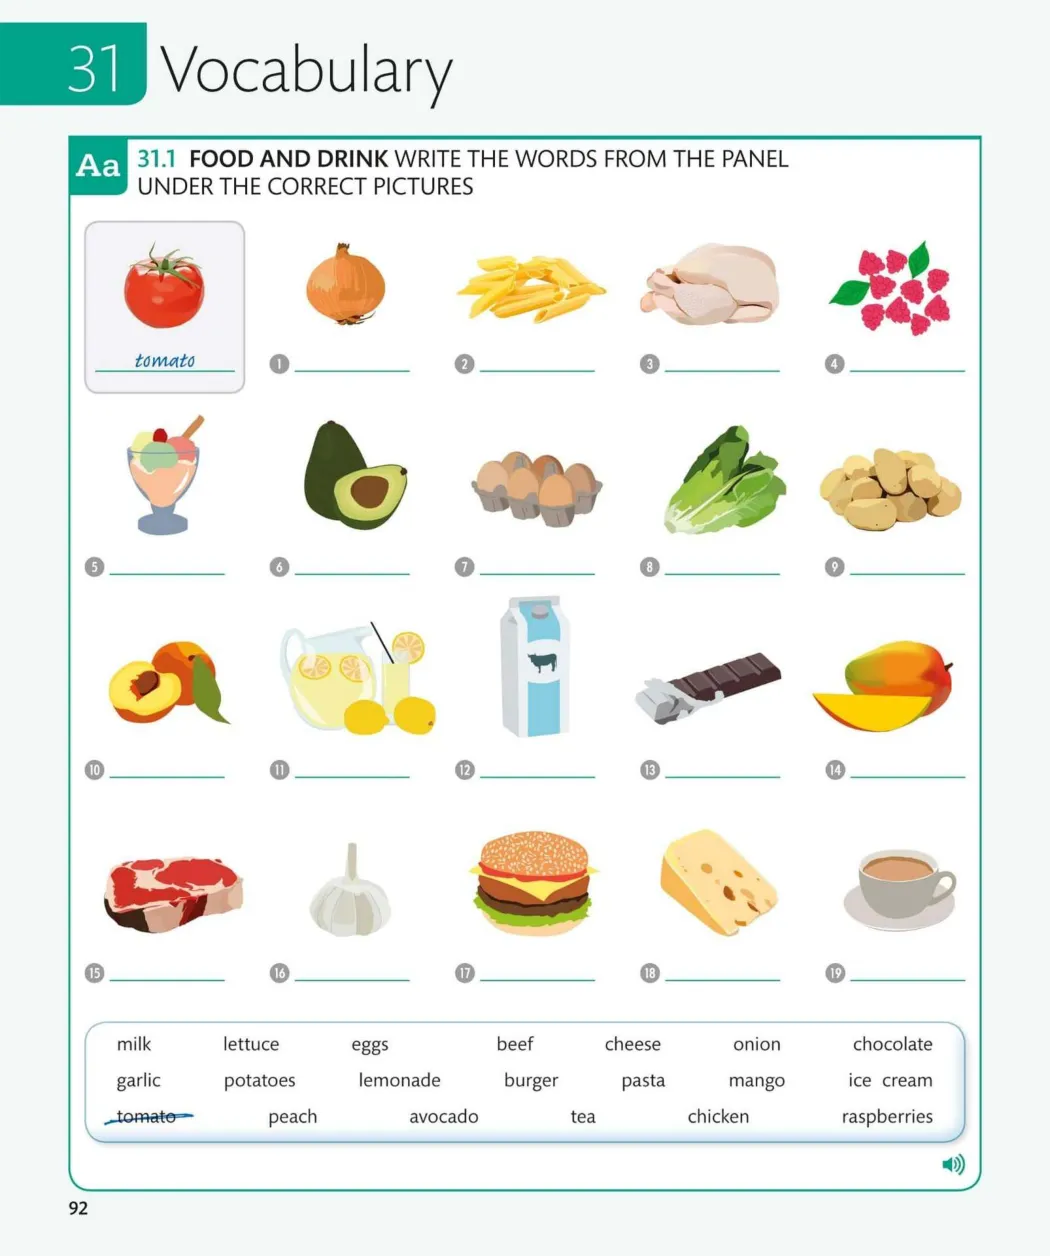 31 Vocabulary
Aa 31.1 FOOD AND DRINK WRITE THE WORDS FROM THE PANEL
UNDER THE CORRECT PICTURES
tomato
1 2 3 4
5 6 7 8 9
10 11 12 13 14
15 16 17 18 19
milk lettuce eggs beef cheese onion chocolate
garlic potatoes lemonade burger pasta mango ice cream
tomato peach avocado tea chicken raspberries
92